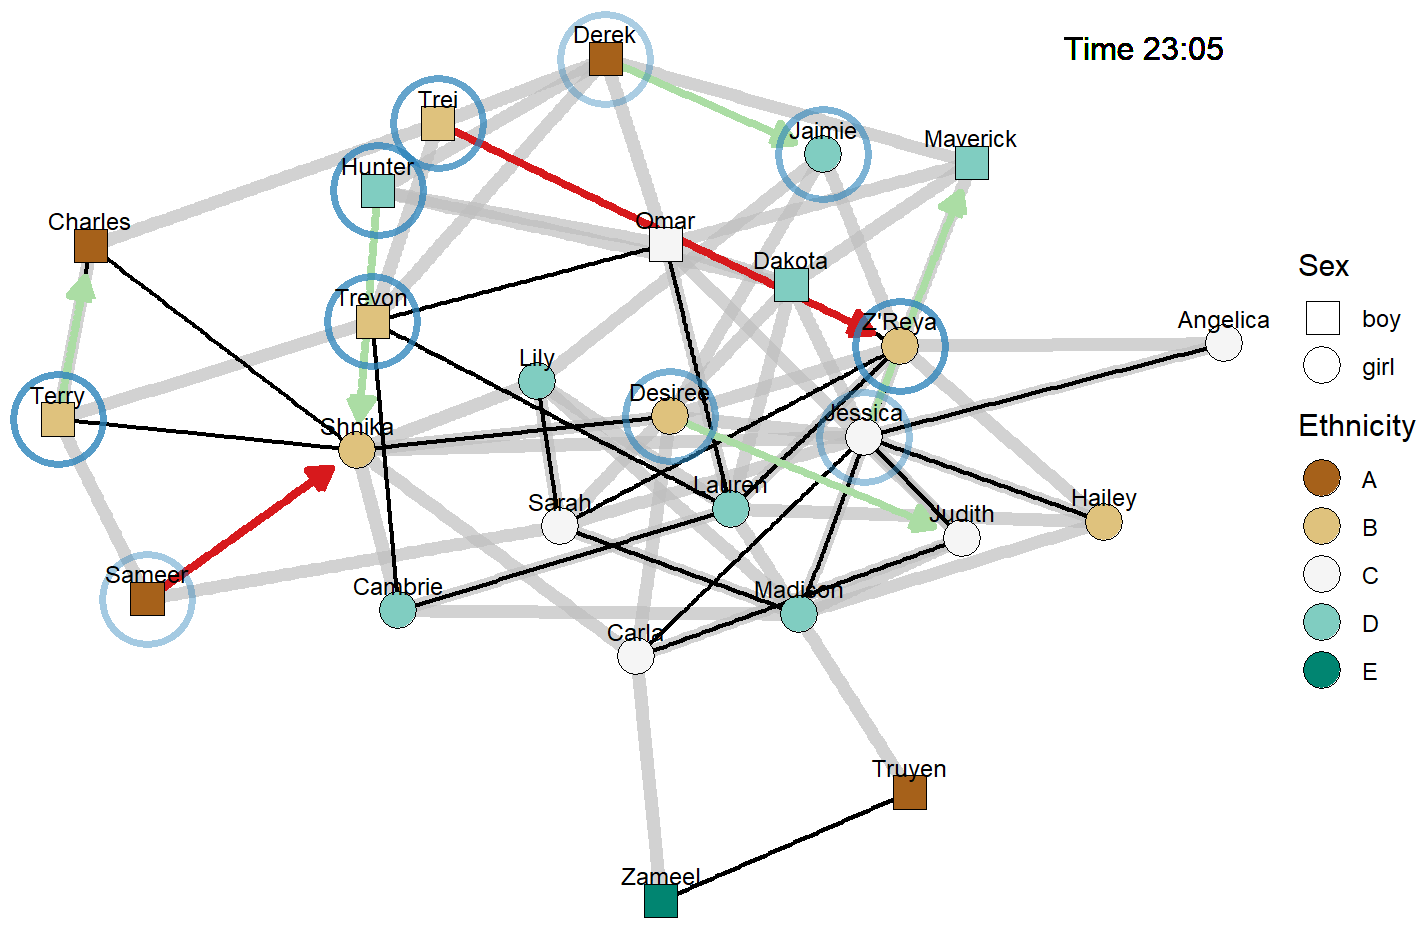 Derek
Time 23:05
Trei
Jaimie
Maverick
Hunter
Charles
Omar
Dakota
Sex
Trevon
Z'Reya
Angelica
boy
Lily
girl
Terry
Desiree
Shnika
Jessica
Ethnicity
A
Sarah
Lauren
Judith
Hailey
B
Sameer
Cambrie
Madison
C
Carla
D
E
Truyen
Zameel